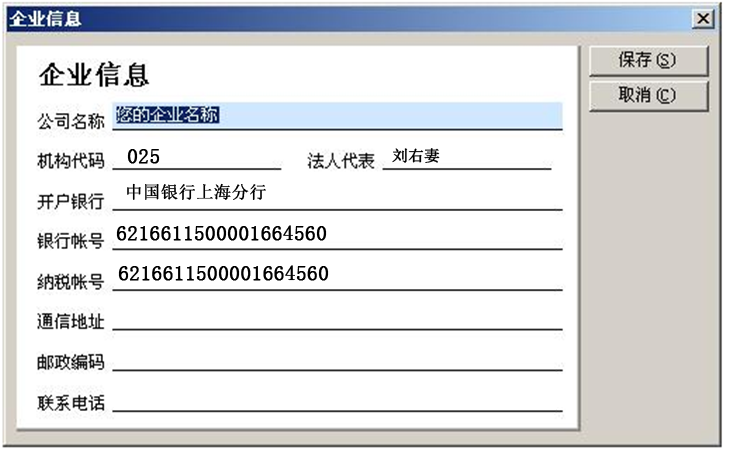 企业信息
保存(S)
取消(C)
企业信息
公司名称 您的企业名称
机构代码 025 法人代表 刘右妻
开户银行 中国银行上海分行
银行帐号 6216611500001664560
纳税帐号 6216611500001664560
通信地址
邮政编码
联系电话